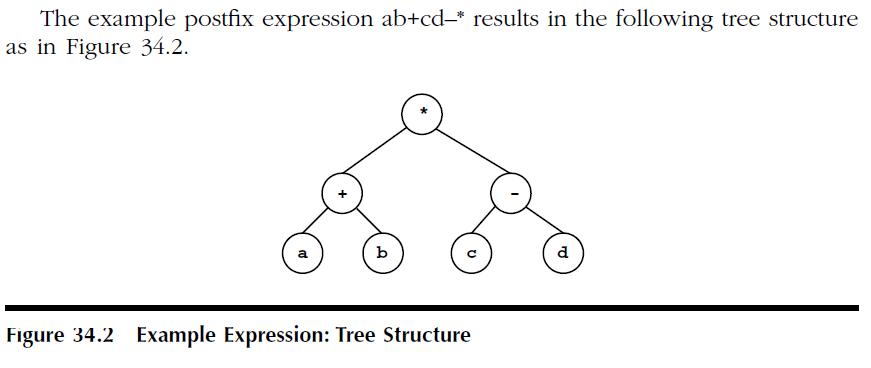 The example postfix expression ab+cd–* results in the following tree structure
as in Figure 34.2.
*
+ -
a b c d
Figure 34.2 Example Expression: Tree Structure